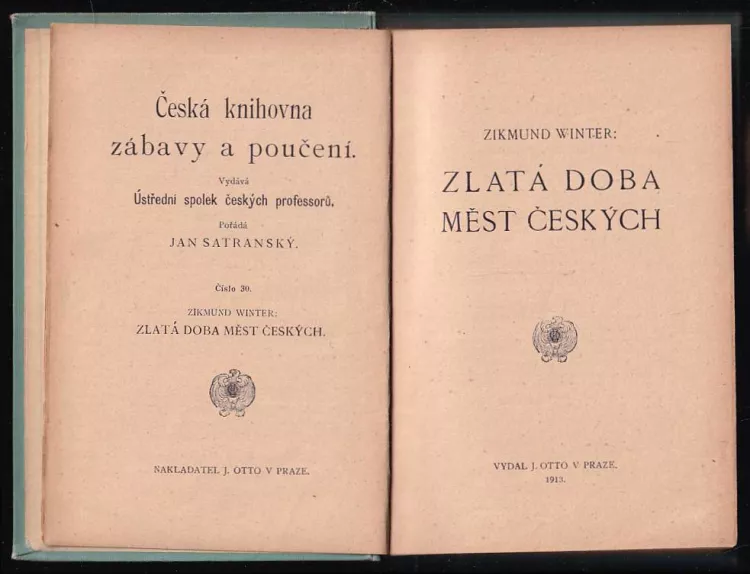 Česká knihovna
zábavy a poučení.
Vydává
Ústřední spolek českých professorů.
Pořádá
JAN SATRANSKÝ.
Číslo 30.
ZIKMUND WINTER:
ZLATÁ DOBA MĚST ČESKÝCH.
NAKLADATEL J. OTTO V PRAZE.
ZIKMUND WINTER:
ZLATÁ DOBA
MĚST ČESKÝCH
VYDAL J. OTTO V PRAZE.
1913.